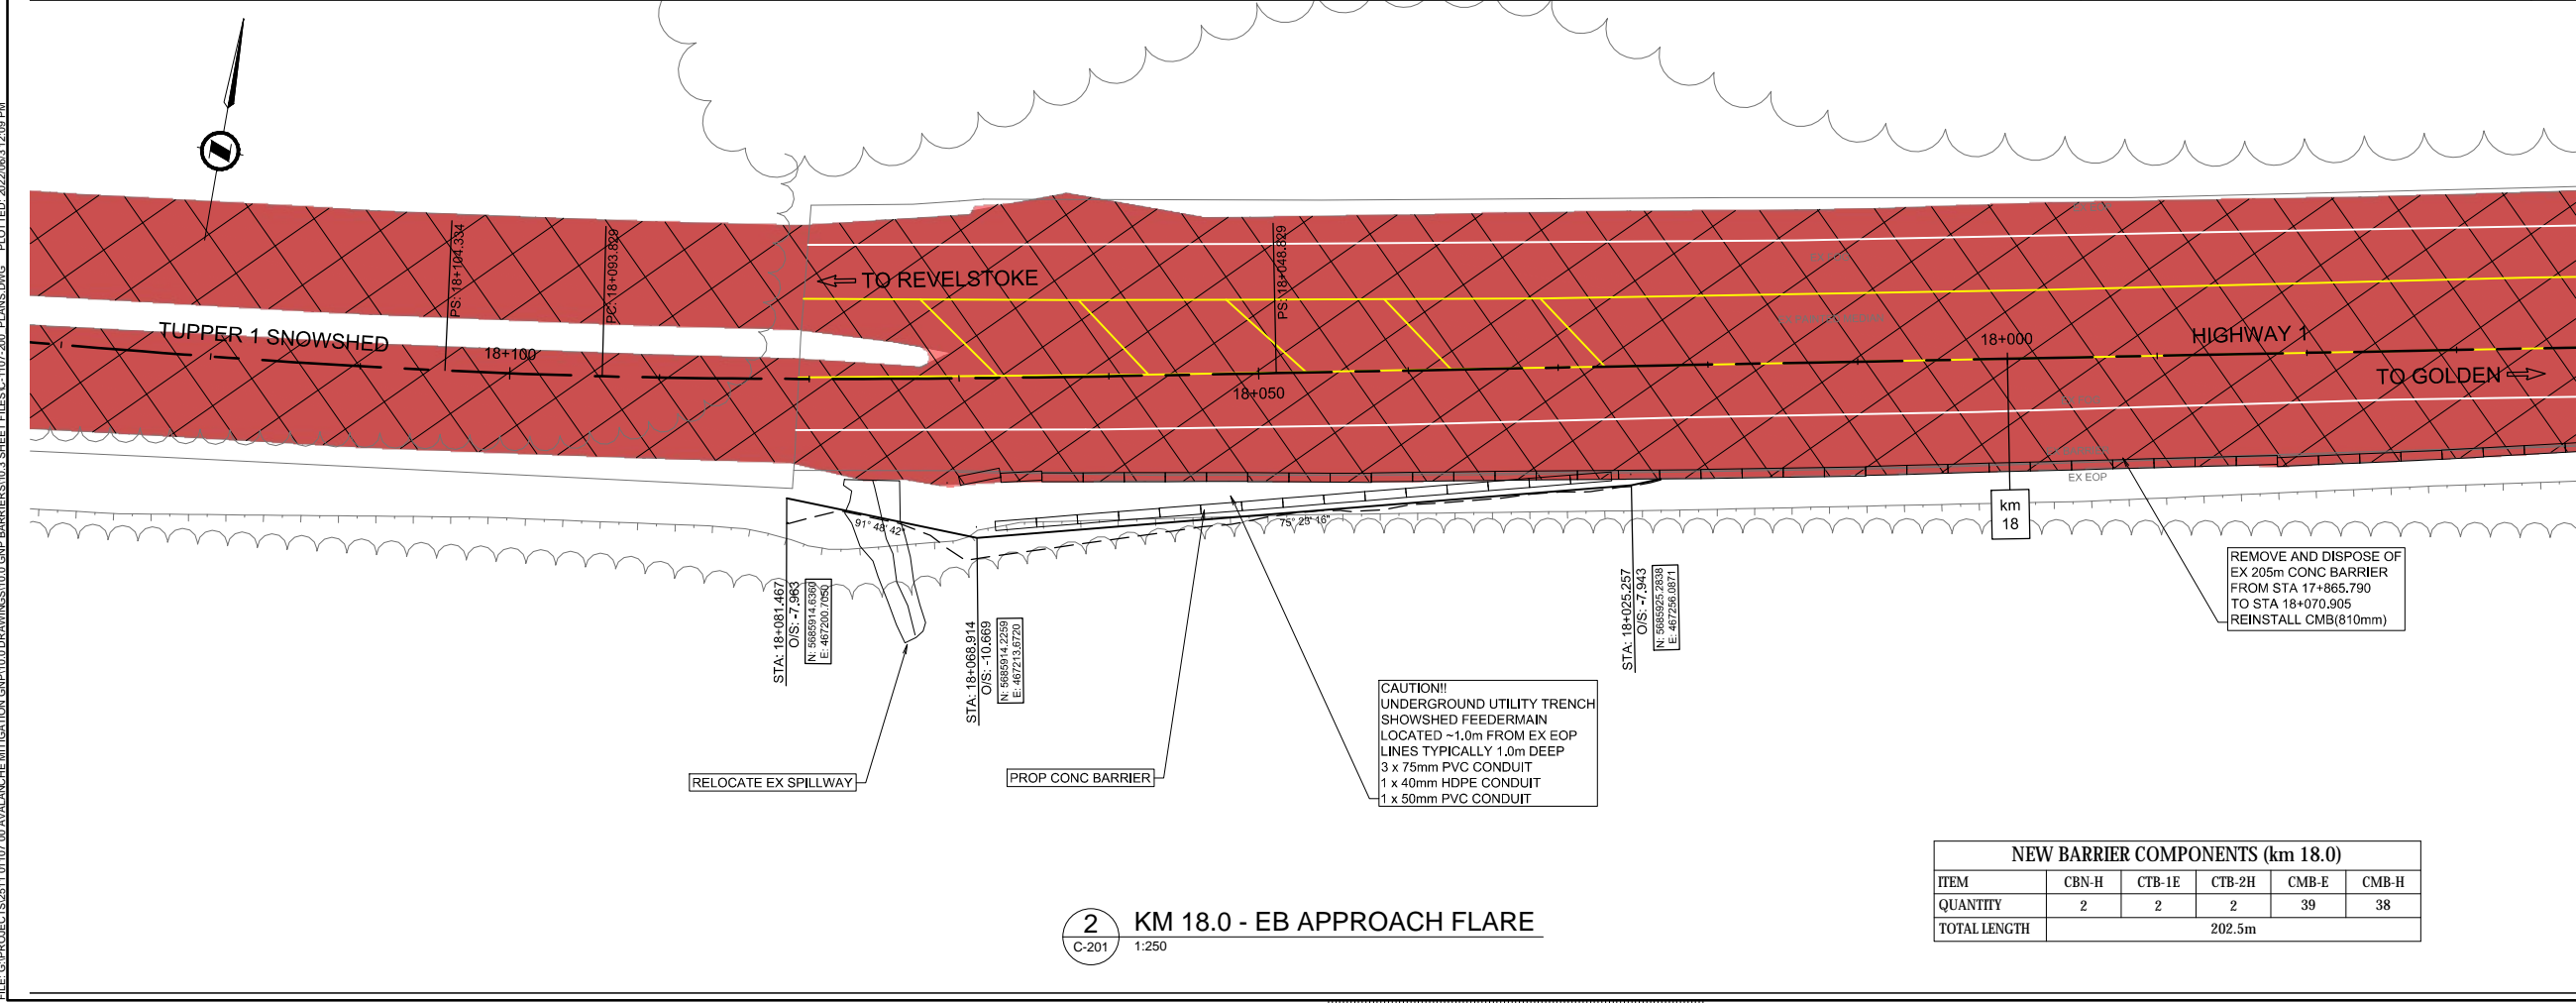 PS: 18+104.334
PC: 18+093.829
PS: 18+048.829
TO REVELSTOKE
TUPPER 1 SNOWSHED
18+100
18+050
18+000
HIGHWAY 1
TO GOLDEN
EX EOP
km
18
91° 48' 42"
75° 23' 16"
STA: 18+081.467
O/S: -7.963
N: 5685914.6360
E: 467200.7050
STA: 18+068.914
O/S: -10.669
N: 5685914.2259
E: 467213.6720
STA: 18+025.257
O/S: -7.943
N: 5685925.2838
E: 467256.0871
REMOVE AND DISPOSE OF
EX 205m CONC BARRIER
FROM STA 17+865.790
TO STA 18+070.905
REINSTALL CMB(810mm)
CAUTION!!
UNDERGROUND UTILITY TRENCH
SHOWSHED FEEDERMAIN
LOCATED ~1.0m FROM EX EOP
LINES TYPICALLY 1.0m DEEP
3 x 75mm PVC CONDUIT
1 x 40mm HDPE CONDUIT
1 x 50mm PVC CONDUIT
RELOCATE EX SPILLWAY
PROP CONC BARRIER
NEW BARRIER COMPONENTS (km 18.0)
ITEM CBN-H CTB-1E CTB-2H CMB-E CMB-H
QUANTITY 2 2 2 39 38
TOTAL LENGTH 202.5m
2
C-201
KM 18.0 - EB APPROACH FLARE
1:250